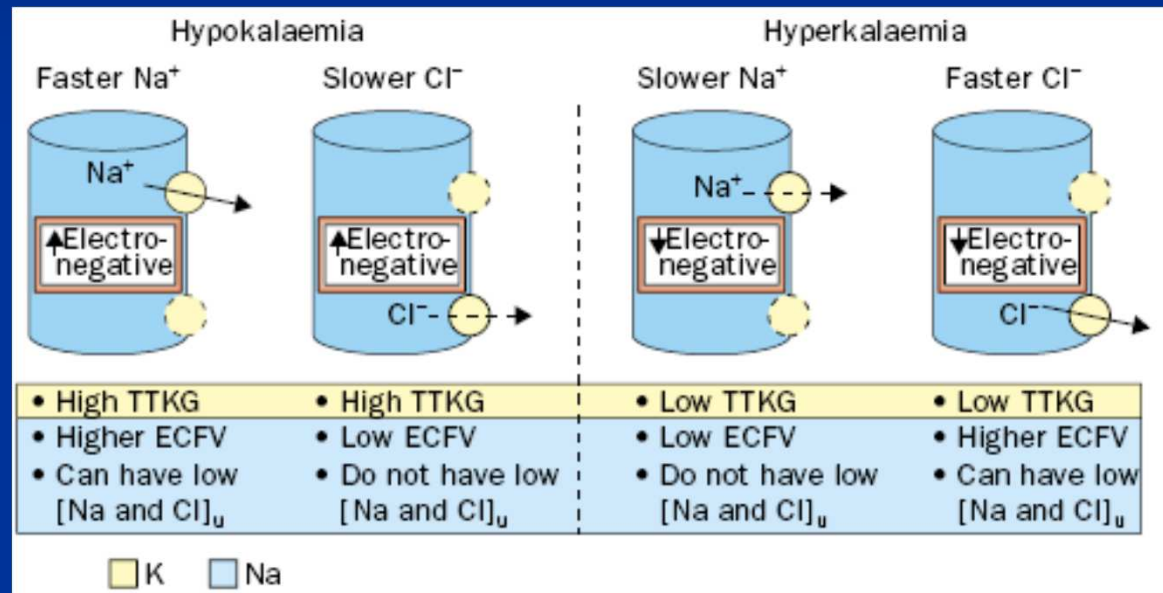 Hypokalaemia
Hyperkalaemia
Faster Na⁺
Slower Cl⁻
Slower Na⁺
Faster Cl⁻
Na⁺
↑Electro-
negative
↑Electro-
negative
Cl⁻
Na⁺
↓Electro-
negative
↓Electro-
negative
Cl⁻
• High TTKG
• Higher ECFV
• Can have low
[Na and Cl]ᵤ
• High TTKG
• Low ECFV
• Do not have low
[Na and Cl]ᵤ
• Low TTKG
• Low ECFV
• Do not have low
[Na and Cl]ᵤ
• Low TTKG
• Higher ECFV
• Can have low
[Na and Cl]ᵤ
K
Na